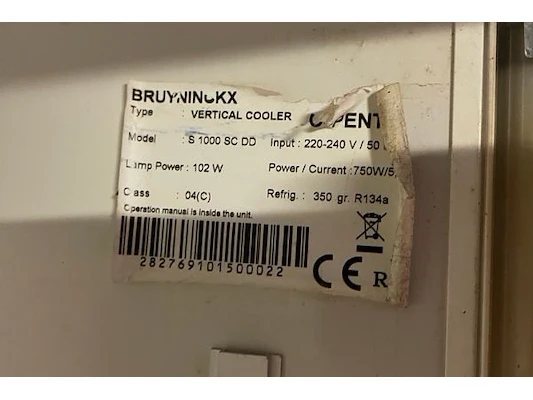 BRUYNINCKX
Type : VERTICAL COOLER PENT
Model : S 1000 SC DD Input : 220-240 V / 50
Lamp Power : 102 W Power / Current : 750W/5,
Class : 04(C) Refrig. : 350 gr. R134a
Operation manual is inside the unit.
282769101500022
CE R